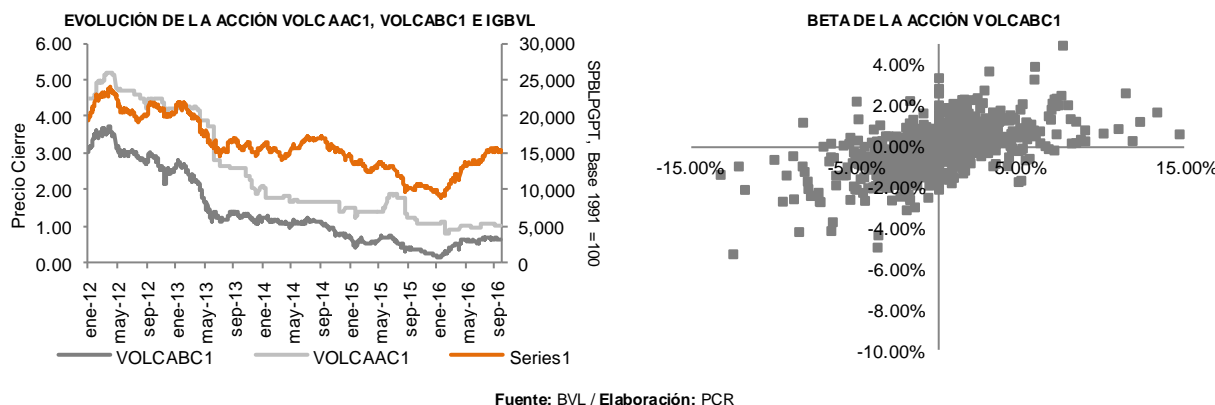 EVOLUCIÓN DE LA ACCIÓN VOLCAAC1, VOLCABC1 E IGBVL
6.00
5.00
4.00
3.00
2.00
1.00
0.00
Precio Cierre
30,000
25,000
20,000
15,000
10,000
5,000
0
SPBLPGPT, Base 1991 =100
ene-12
may-12
sep-12
ene-13
may-13
sep-13
ene-14
may-14
sep-14
ene-15
may-15
sep-15
ene-16
may-16
sep-16
VOLCABC1
VOLCAAC1
Series1
BETA DE LA ACCIÓN VOLCABC1
4.00%
2.00%
0.00%
-2.00%
-4.00%
-6.00%
-8.00%
-10.00%
-15.00%
-5.00%
5.00%
15.00%
Fuente: BVL / Elaboración: PCR